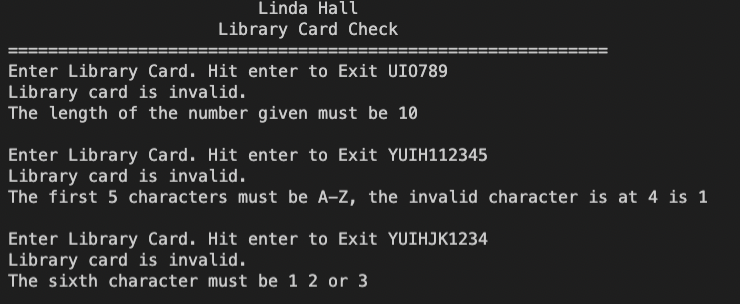 Linda Hall
Library Card Check
============================================================
Enter Library Card. Hit enter to Exit UIO789
Library card is invalid.
The length of the number given must be 10
Enter Library Card. Hit enter to Exit YUIH112345
Library card is invalid.
The first 5 characters must be A-Z, the invalid character is at 4 is 1
Enter Library Card. Hit enter to Exit YUIHJK1234
Library card is invalid.
The sixth character must be 1 2 or 3